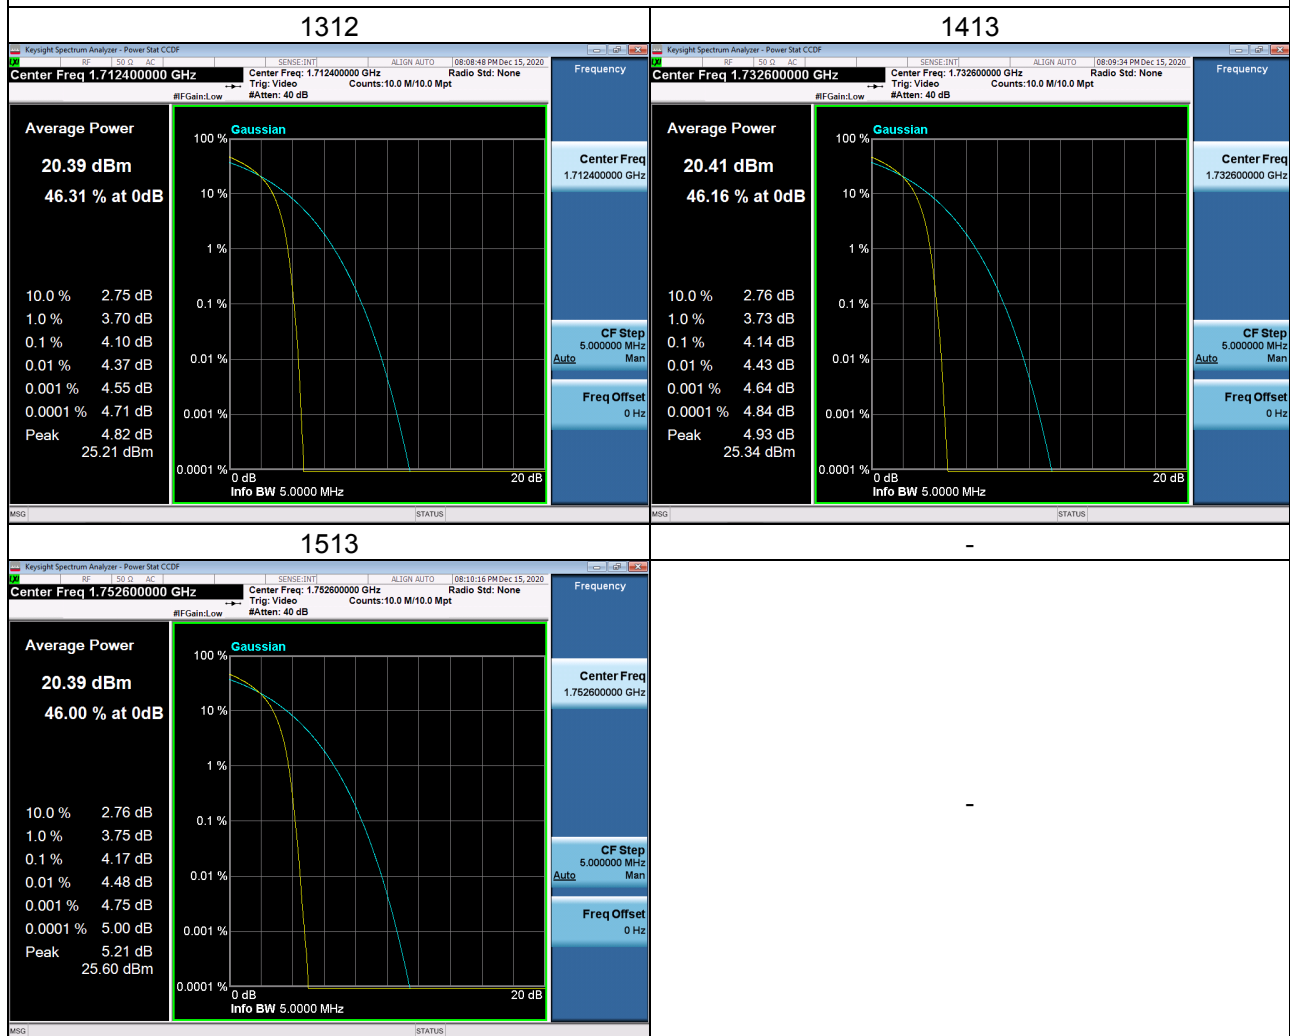 1312
1413
Keysight Spectrum Analyzer - Power Stat CCDF
LXI RF 50 Ω AC SENSE:INT ALIGN AUTO 08:08:48 PM Dec 15, 2020
Center Freq 1.712400000 GHz
Center Freq: 1.712400000 GHz Radio Std: None
Trig: Video Counts:10.0 M/10.0 Mpt
#IFGain:Low #Atten: 40 dB
Average Power
20.39 dBm
46.31 % at 0dB
10.0 % 2.75 dB
1.0 % 3.70 dB
0.1 % 4.10 dB
0.01 % 4.37 dB
0.001 % 4.55 dB
0.0001 % 4.71 dB
Peak 4.82 dB
25.21 dBm
Gaussian
100 %
10 %
1 %
0.1 %
0.01 %
0.001 %
0.0001 %
0 dB 20 dB
Info BW 5.0000 MHz
Frequency
Center Freq
1.712400000 GHz
CF Step
5.000000 MHz
Auto Man
Freq Offset
0 Hz
MSG STATUS
Keysight Spectrum Analyzer - Power Stat CCDF
LXI RF 50 Ω AC SENSE:INT ALIGN AUTO 08:09:34 PM Dec 15, 2020
Center Freq 1.732600000 GHz
Center Freq: 1.732600000 GHz Radio Std: None
Trig: Video Counts:10.0 M/10.0 Mpt
#IFGain:Low #Atten: 40 dB
Average Power
20.41 dBm
46.16 % at 0dB
10.0 % 2.76 dB
1.0 % 3.73 dB
0.1 % 4.14 dB
0.01 % 4.43 dB
0.001 % 4.64 dB
0.0001 % 4.84 dB
Peak 4.93 dB
25.34 dBm
Gaussian
100 %
10 %
1 %
0.1 %
0.01 %
0.001 %
0.0001 %
0 dB 20 dB
Info BW 5.0000 MHz
Frequency
Center Freq
1.732600000 GHz
CF Step
5.000000 MHz
Auto Man
Freq Offset
0 Hz
MSG STATUS
1513
-
Keysight Spectrum Analyzer - Power Stat CCDF
LXI RF 50 Ω AC SENSE:INT ALIGN AUTO 08:10:16 PM Dec 15, 2020
Center Freq 1.752600000 GHz
Center Freq: 1.752600000 GHz Radio Std: None
Trig: Video Counts:10.0 M/10.0 Mpt
#IFGain:Low #Atten: 40 dB
Average Power
20.39 dBm
46.00 % at 0dB
10.0 % 2.76 dB
1.0 % 3.75 dB
0.1 % 4.17 dB
0.01 % 4.48 dB
0.001 % 4.75 dB
0.0001 % 5.00 dB
Peak 5.21 dB
25.60 dBm
Gaussian
100 %
10 %
1 %
0.1 %
0.01 %
0.001 %
0.0001 %
0 dB 20 dB
Info BW 5.0000 MHz
Frequency
Center Freq
1.752600000 GHz
CF Step
5.000000 MHz
Auto Man
Freq Offset
0 Hz
MSG STATUS
-